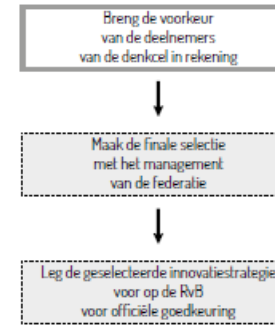 Breng de voorkeur
van de deelnemers
van de denkcel in rekening
Maak de finale selectie
met het management
van de federatie
Leg de geselecteerde innovatiestrategie
voor op de RvB
voor officiële goedkeuring